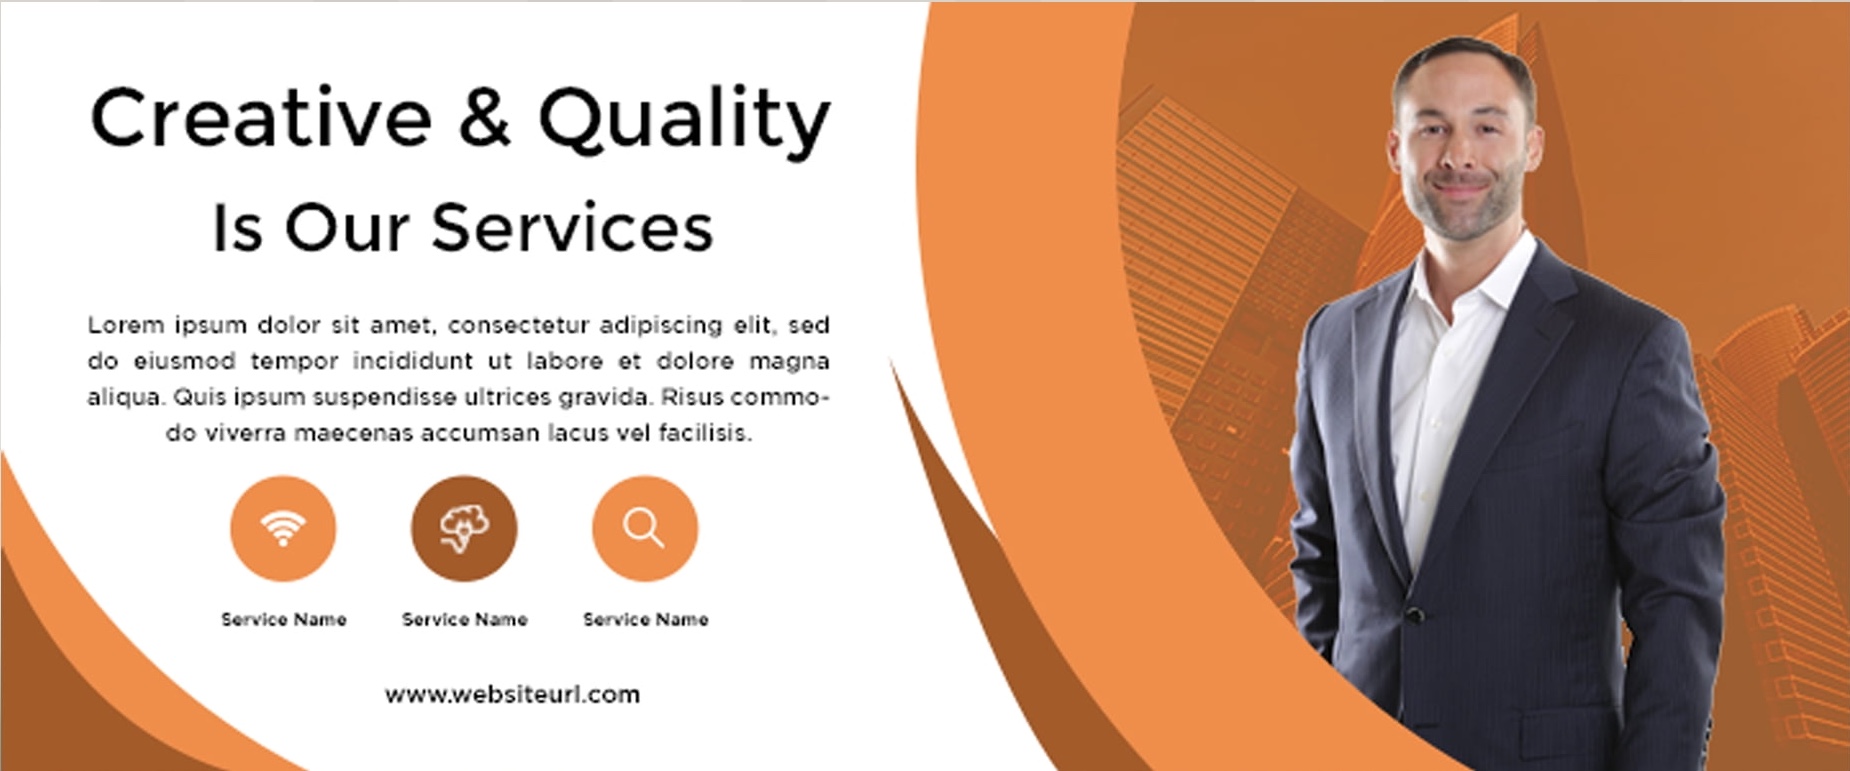 Creative & Quality
Is Our Services
Lorem ipsum dolor sit amet, consectetur adipiscing elit, sed
do eiusmod tempor incididunt ut labore et dolore magna
aliqua. Quis ipsum suspendisse ultrices gravida. Risus commo-
do viverra maecenas accumsan lacus vel facilisis.
Service Name Service Name Service Name
www.websiteurl.com